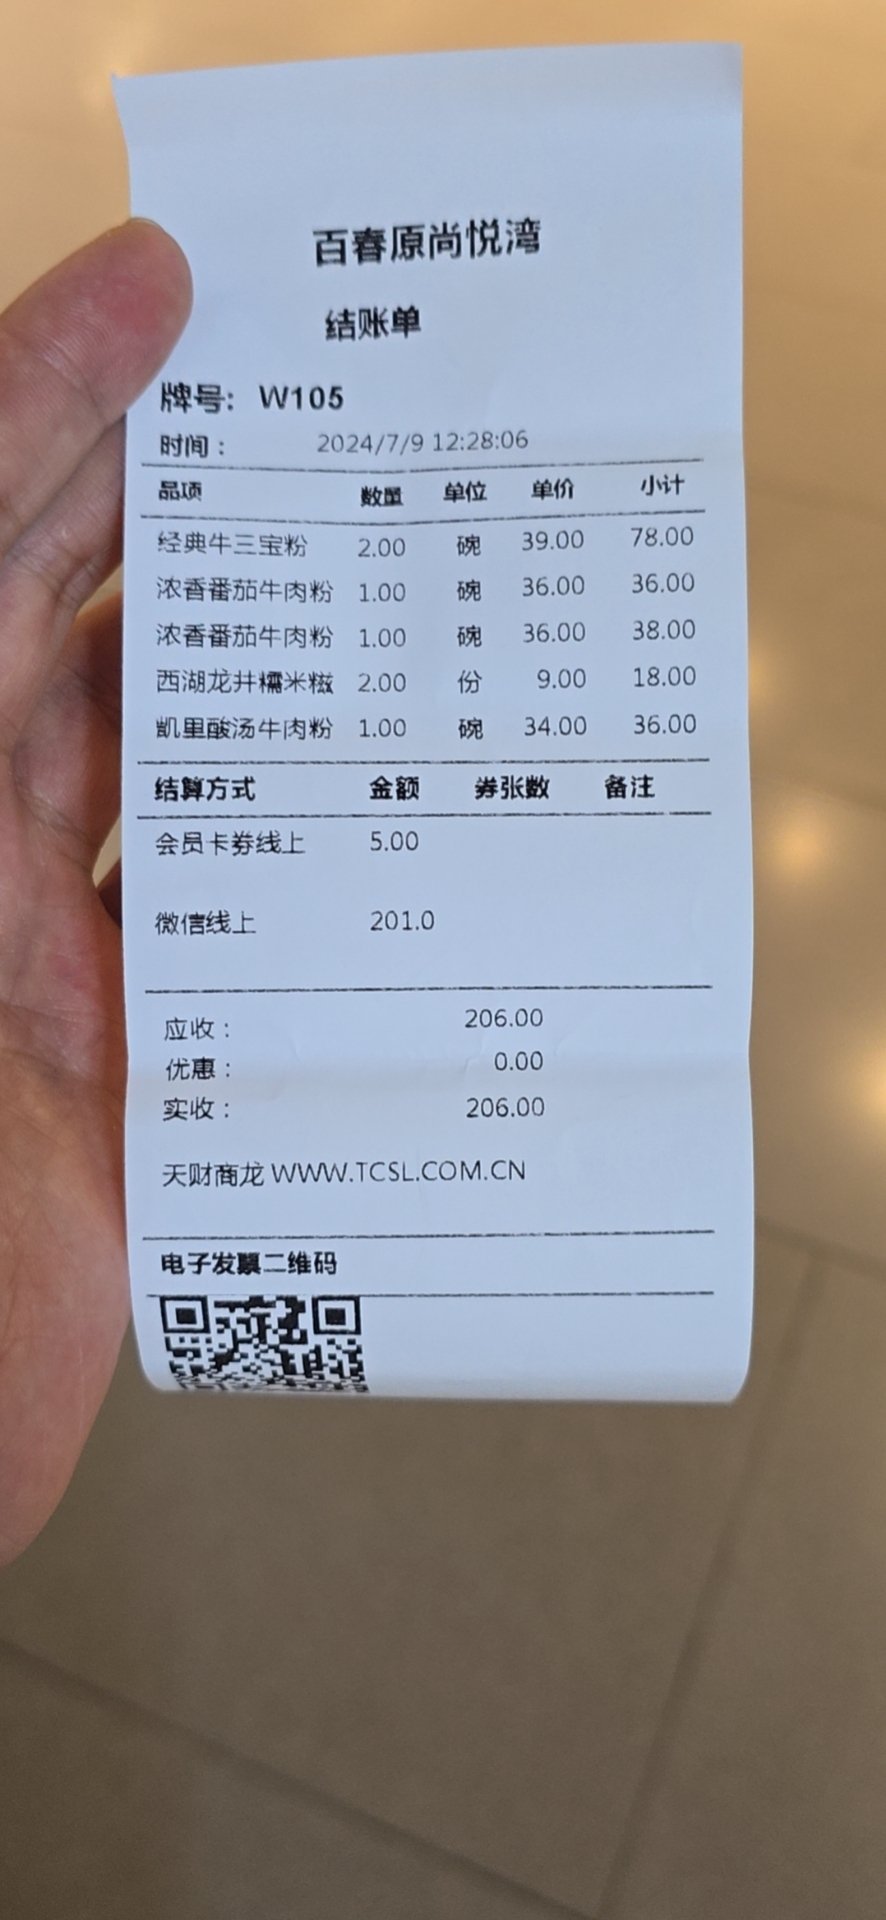 百春原尚悦湾
结账单
牌号: W105
时间: 2024/7/9 12:28:06
品项 数量 单位 单价 小计
经典牛三宝粉 2.00 碗 39.00 78.00
浓香番茄牛肉粉 1.00 碗 36.00 36.00
浓香番茄牛肉粉 1.00 碗 36.00 38.00
西湖龙井糯米糍 2.00 份 9.00 18.00
凯里酸汤牛肉粉 1.00 碗 34.00 36.00
结算方式 金额 券张数 备注
会员卡券线上 5.00
微信线上 201.0
应收: 206.00
优惠: 0.00
实收: 206.00
天财商龙 WWW.TCSL.COM.CN
电子发票二维码